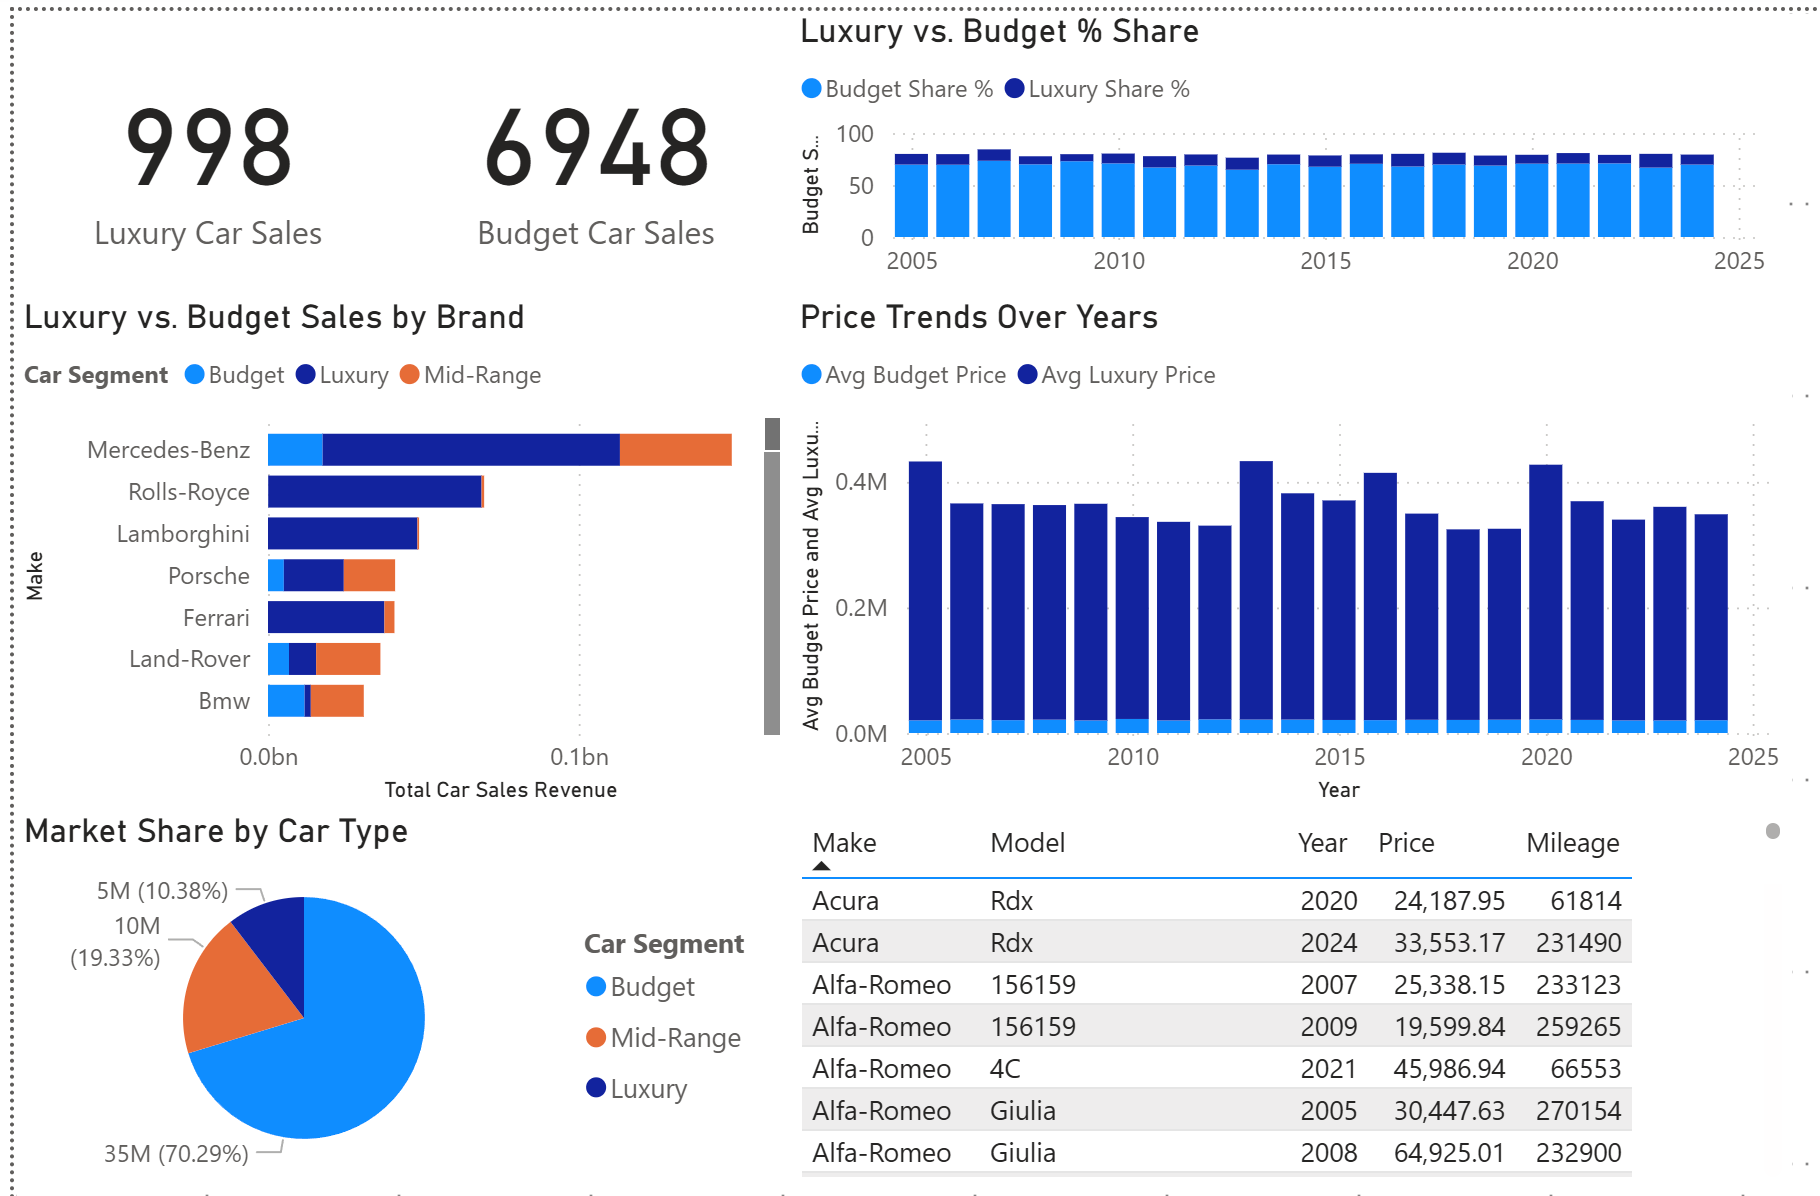 998
Luxury Car Sales
6948
Budget Car Sales
Luxury vs. Budget % Share
Budget Share % Luxury Share %
Budget S...
100
50
0
2005 2010 2015 2020 2025
Luxury vs. Budget Sales by Brand
Car Segment Budget Luxury Mid-Range
Make
Mercedes-Benz
Rolls-Royce
Lamborghini
Porsche
Ferrari
Land-Rover
Bmw
0.0bn 0.1bn
Total Car Sales Revenue
Price Trends Over Years
Avg Budget Price Avg Luxury Price
Avg Budget Price and Avg Luxu...
0.4M
0.2M
0.0M
2005 2010 2015 2020 2025
Year
Market Share by Car Type
5M (10.38%)
10M
(19.33%)
35M (70.29%)
Car Segment
Budget
Mid-Range
Luxury
Make Model Year Price Mileage
Acura Rdx 2020 24,187.95 61814
Acura Rdx 2024 33,553.17 231490
Alfa-Romeo 156159 2007 25,338.15 233123
Alfa-Romeo 156159 2009 19,599.84 259265
Alfa-Romeo 4C 2021 45,986.94 66553
Alfa-Romeo Giulia 2005 30,447.63 270154
Alfa-Romeo Giulia 2008 64,925.01 232900